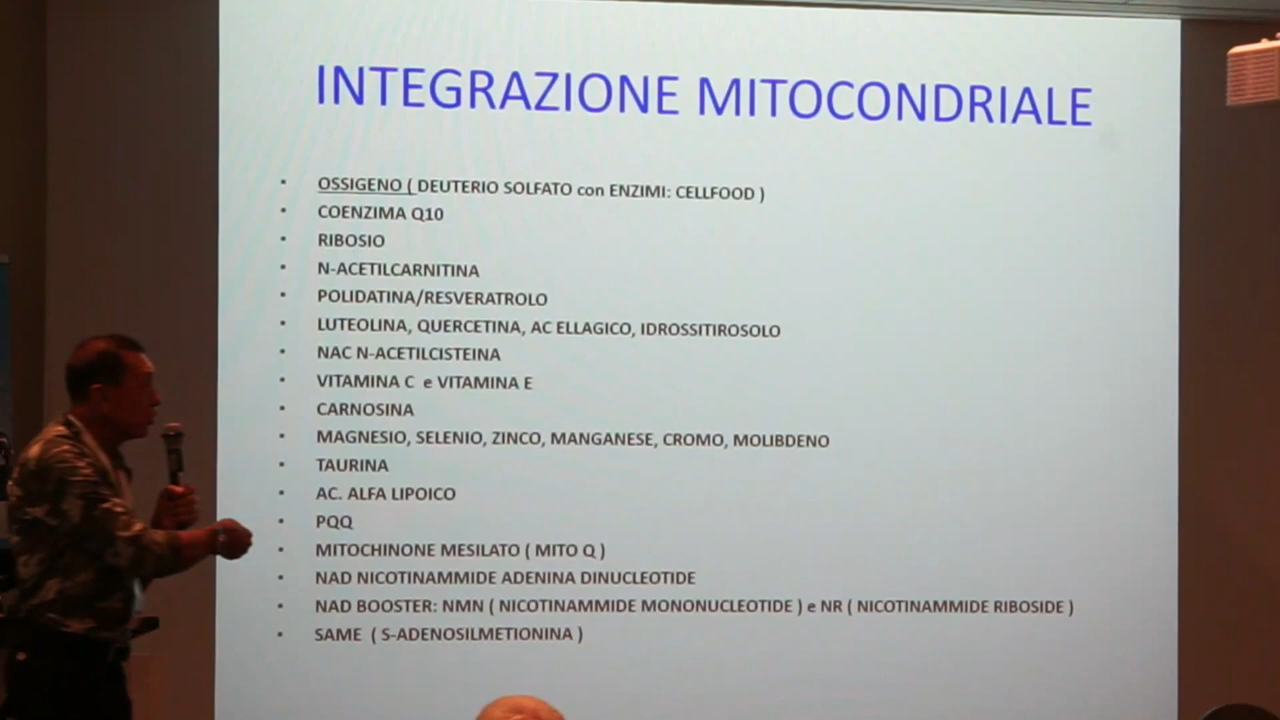 INTEGRAZIONE MITOCONDRIALE
• OSSIGENO ( DEUTERIO SOLFATO con ENZIMI: CELLFOOD )
• COENZIMA Q10
• RIBOSIO
• N-ACETILCARNITINA
• POLIDATINA/RESVERATROLO
• LUTEOLINA, QUERCETINA, AC ELLAGICO, IDROSSITIROSOLO
• NAC N-ACETILCISTEINA
• VITAMINA C e VITAMINA E
• CARNOSINA
• MAGNESIO, SELENIO, ZINCO, MANGANESE, CROMO, MOLIBDENO
• TAURINA
• AC. ALFA LIPOICO
• PQQ
• MITOCHINONE MESILATO ( MITO Q )
• NAD NICOTINAMMIDE ADENINA DINUCLEOTIDE
• NAD BOOSTER: NMN ( NICOTINAMMIDE MONONUCLEOTIDE ) e NR ( NICOTINAMMIDE RIBOSIDE )
• SAME ( S-ADENOSILMETIONINA )